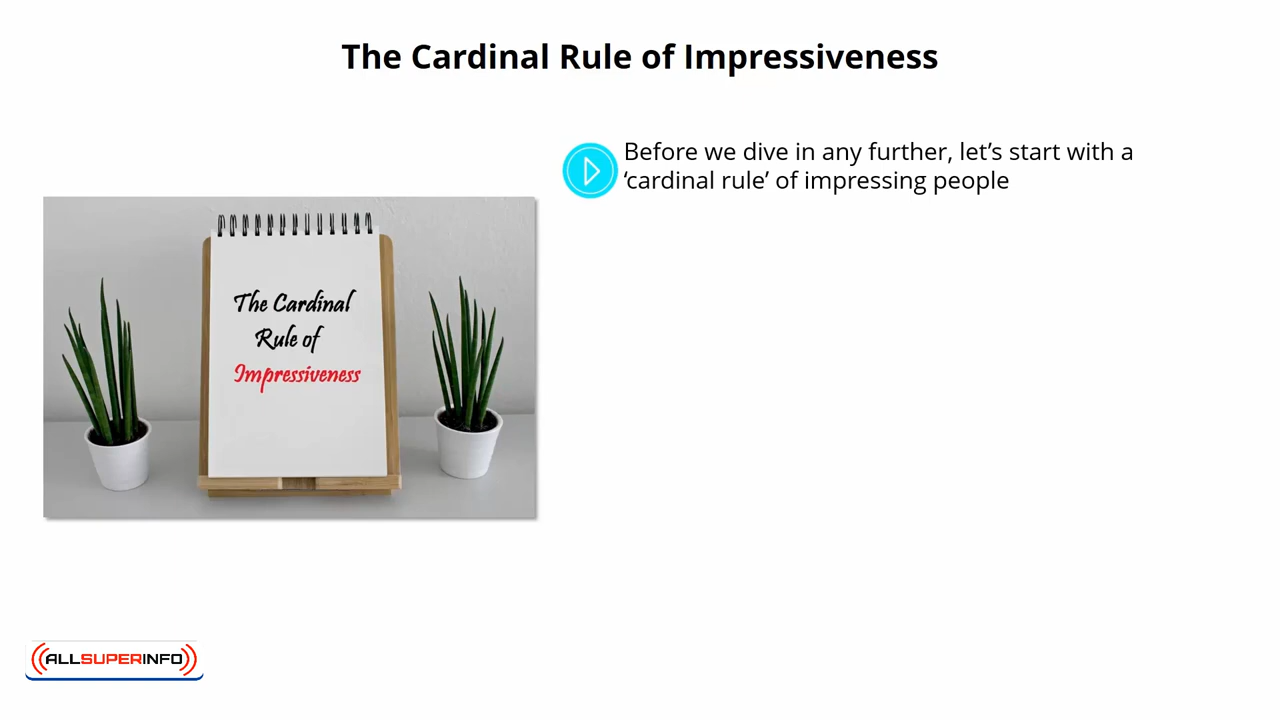 The Cardinal Rule of Impressiveness
Before we dive in any further, let’s start with a
‘cardinal rule’ of impressing people
The Cardinal
Rule of
Impressiveness
ALLSUPERINFO